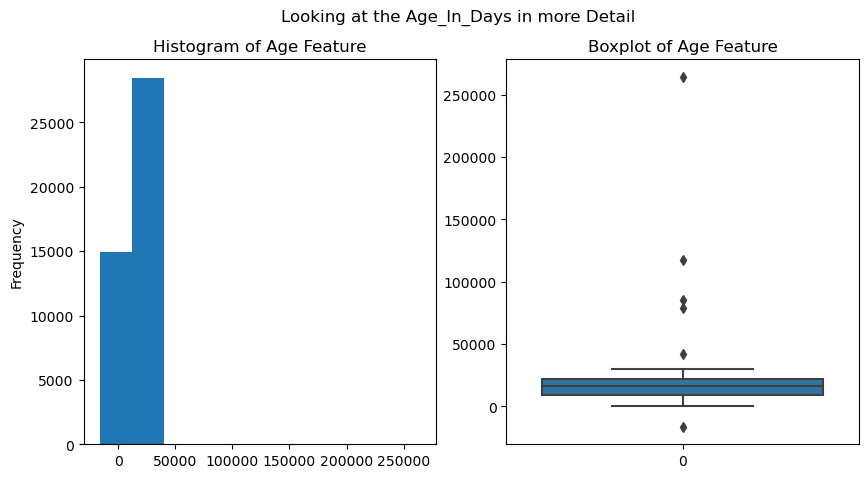 Looking at the Age_In_Days in more Detail
Histogram of Age Feature
Frequency
25000
20000
15000
10000
5000
0
0 50000 100000 150000 200000 250000
Boxplot of Age Feature
250000
200000
150000
100000
50000
0
0